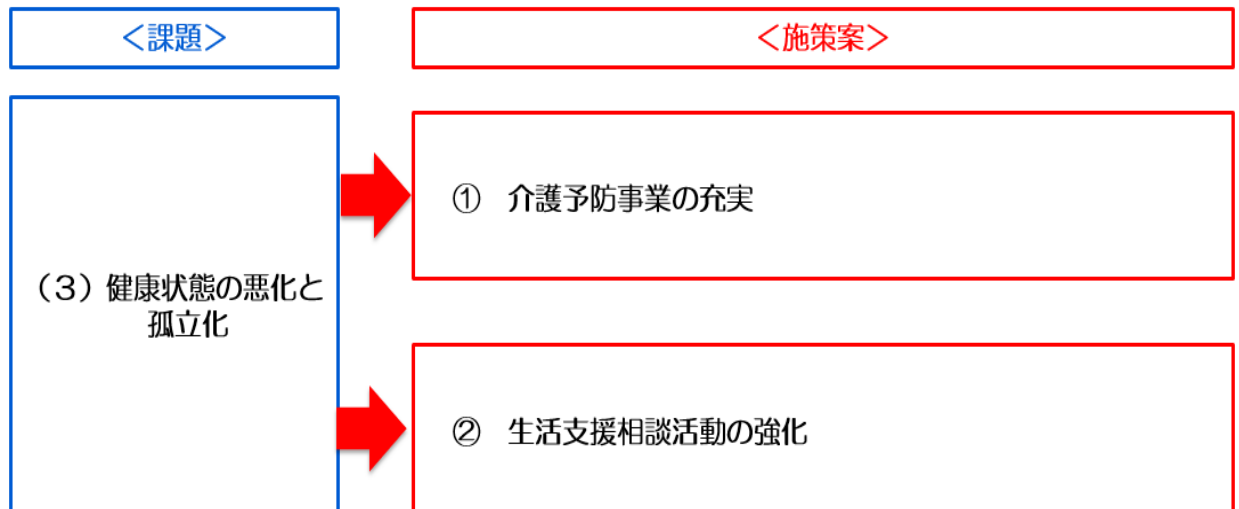 ＜課題＞
＜施策案＞
（３）健康状態の悪化と
孤立化
①　介護予防事業の充実
②　生活支援相談活動の強化